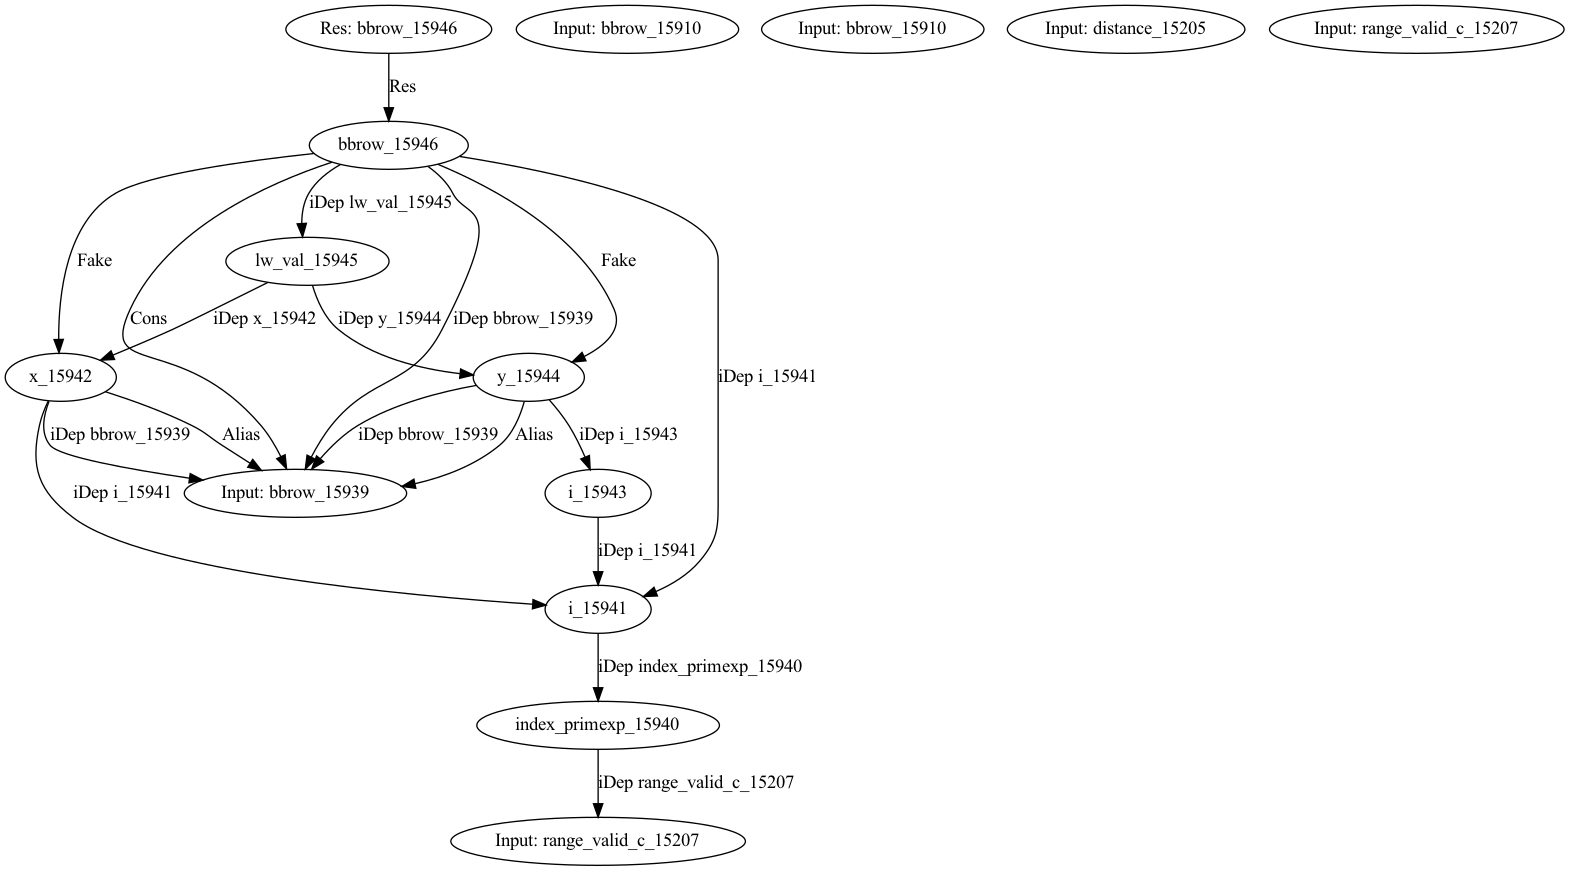 Res: bbrow_15946
Input: bbrow_15910
Input: bbrow_15910
Input: distance_15205
Input: range_valid_c_15207
Res
bbrow_15946
iDep lw_val_15945
Fake
lw_val_15945
Fake
Cons
iDep x_15942
iDep y_15944
iDep bbrow_15939
x_15942
y_15944
iDep i_15941
iDep bbrow_15939
Alias
iDep bbrow_15939
Alias
iDep i_15943
iDep i_15941
Input: bbrow_15939
i_15943
iDep i_15941
i_15941
iDep index_primexp_15940
index_primexp_15940
iDep range_valid_c_15207
Input: range_valid_c_15207